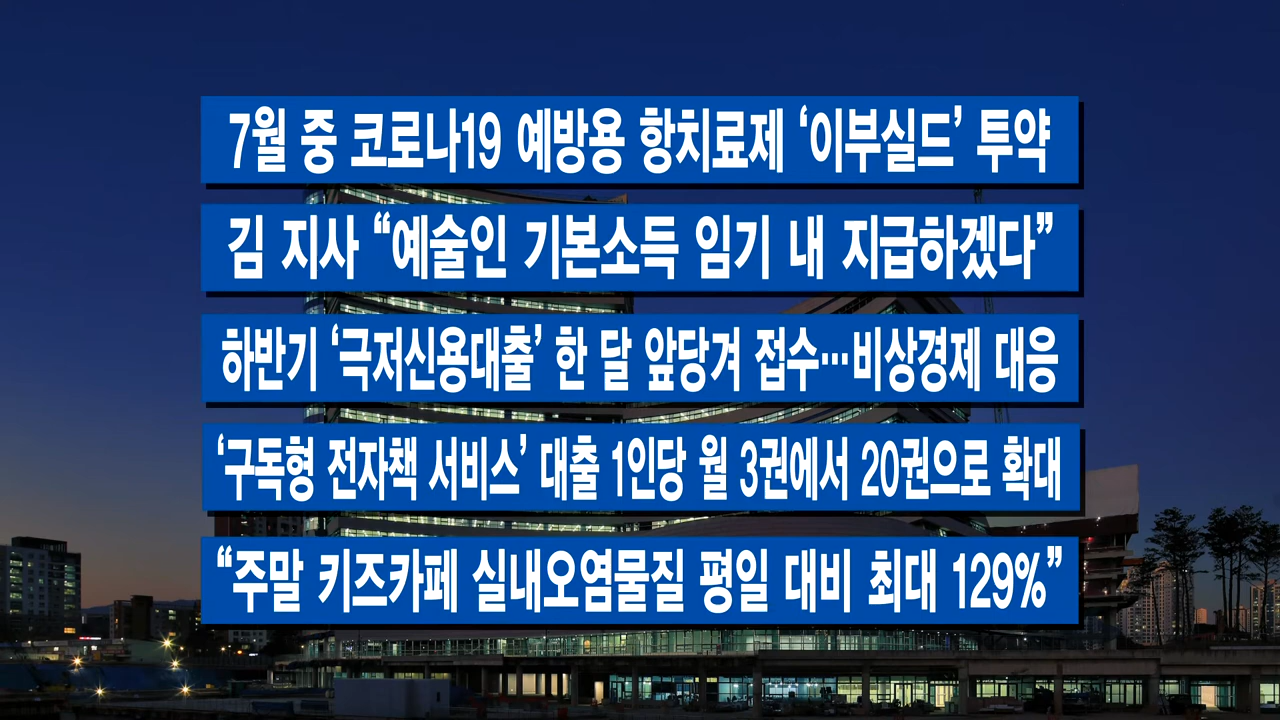 7월 중 코로나19 예방용 항치료제 ‘이부실드’ 투약
김 지사 “예술인 기본소득 임기 내 지급하겠다”
하반기 ‘극저신용대출’ 한 달 앞당겨 접수…비상경제 대응
‘구독형 전자책 서비스’ 대출 1인당 월 3권에서 20권으로 확대
“주말 키즈카페 실내오염물질 평일 대비 최대 129%”